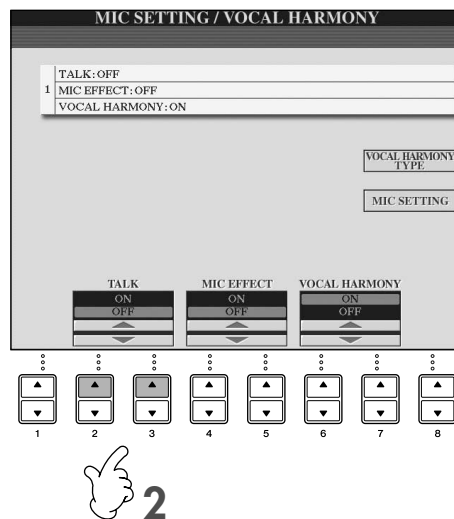 MIC SETTING / VOCAL HARMONY
TALK:OFF
1 MIC EFFECT:OFF
VOCAL HARMONY:ON
VOCAL HARMONY
TYPE
MIC SETTING
TALK MIC EFFECT VOCAL HARMONY
ON ON ON
OFF OFF OFF
1 2 3 4 5 6 7 8
2